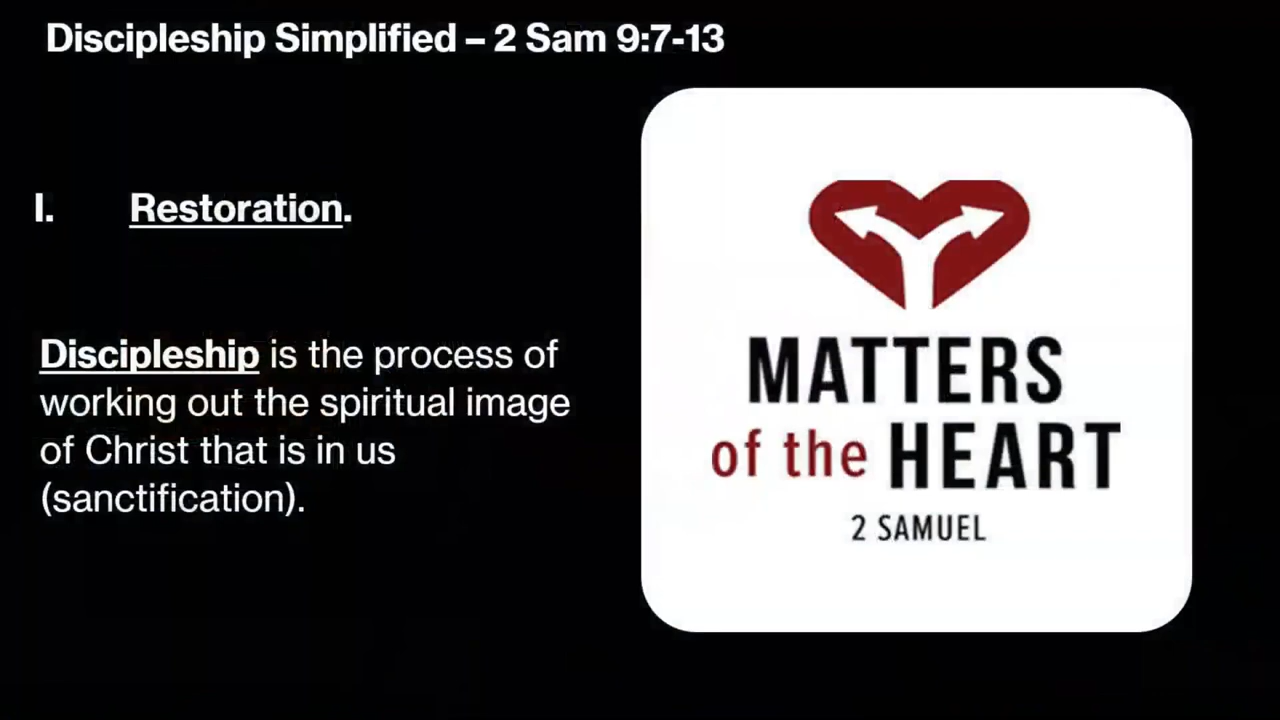 Discipleship Simplified – 2 Sam 9:7-13
I. Restoration.
Discipleship is the process of
working out the spiritual image
of Christ that is in us
(sanctification).
MATTERS
of the HEART
2 SAMUEL